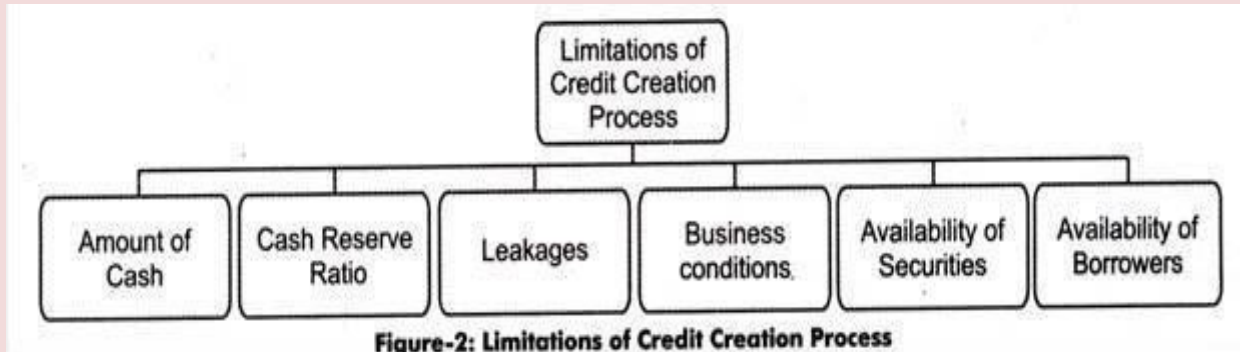 Limitations of
Credit Creation
Process
Amount of
Cash
Cash Reserve
Ratio
Leakages
Business
conditions
Availability of
Securities
Availability of
Borrowers
Figure-2: Limitations of Credit Creation Process